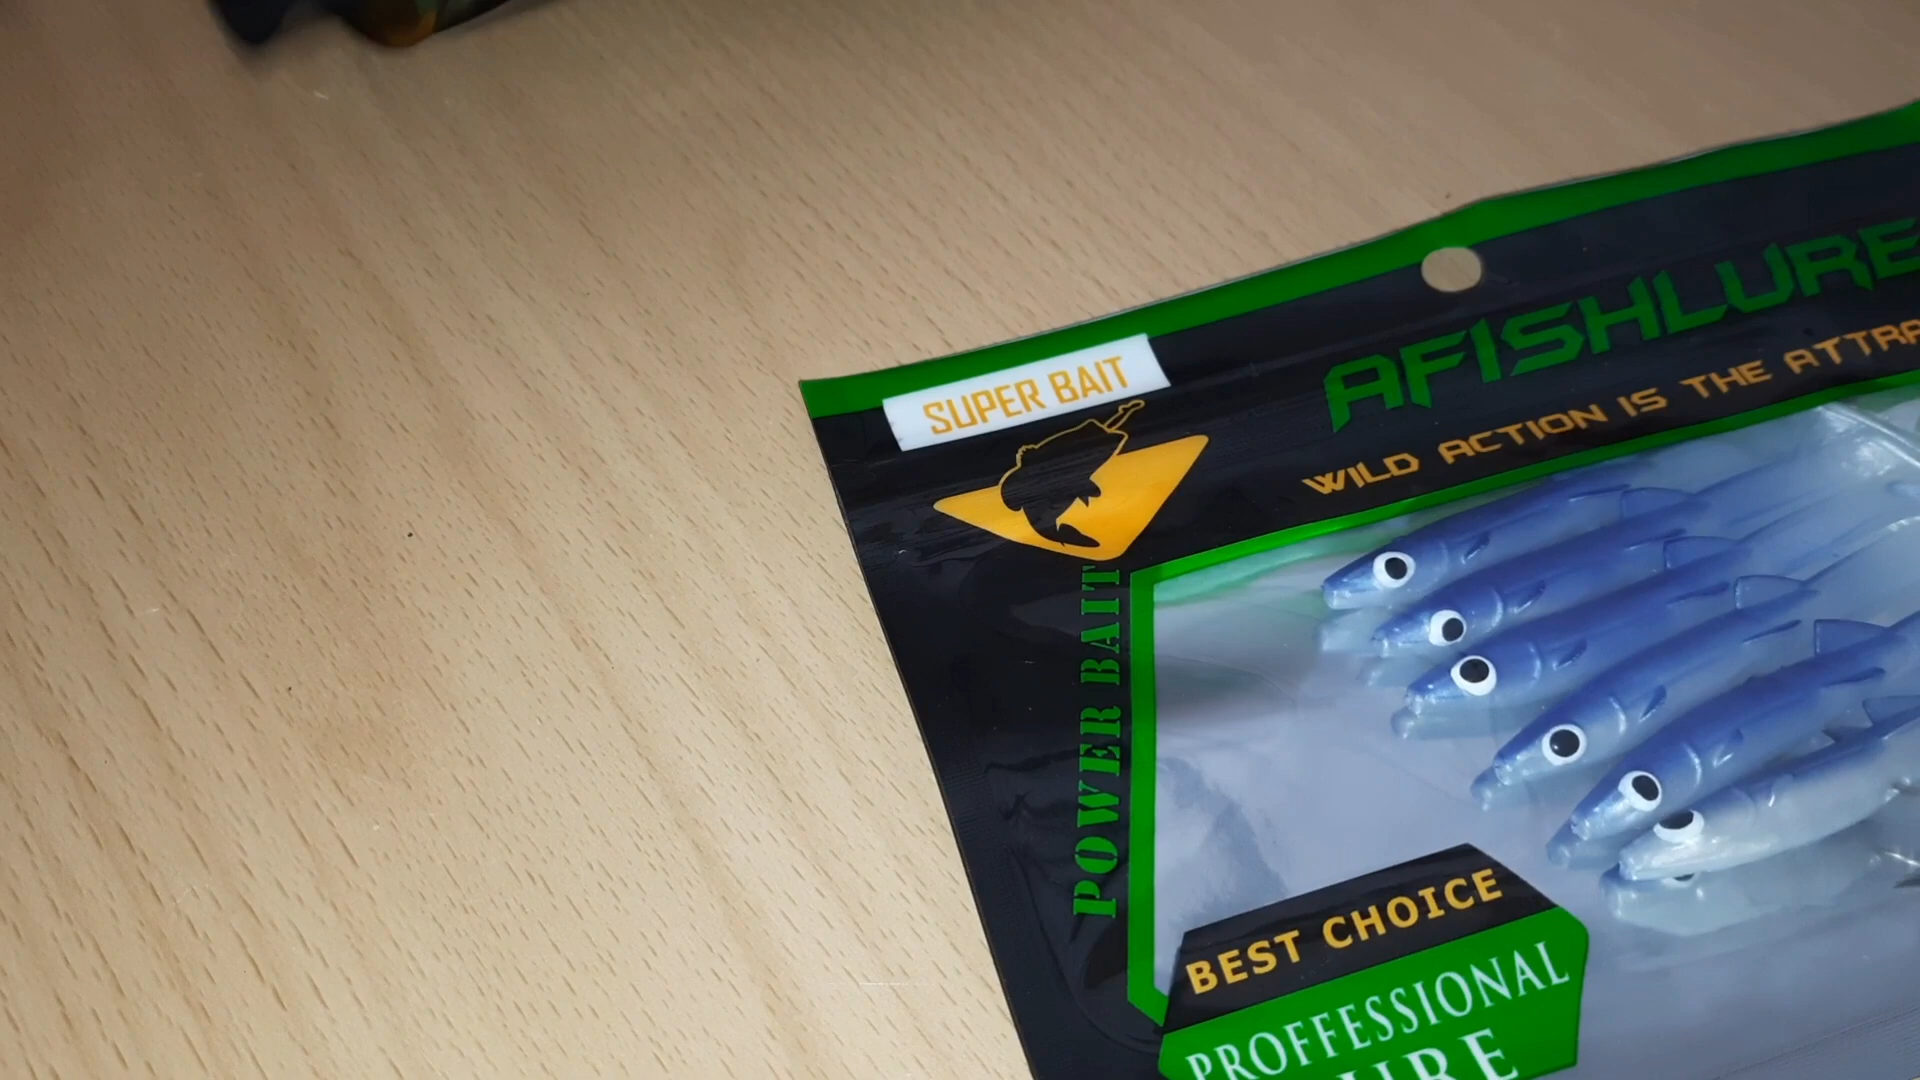 SUPER BAIT
AFISHLURE
WILD ACTION IS THE
POWER BAIT
BEST CHOICE
PROFFESSIONAL